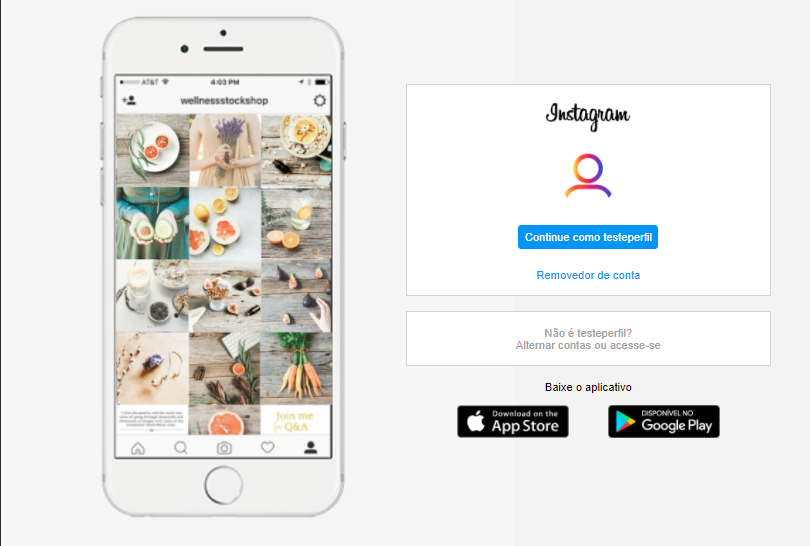 AT&T
4:03 PM
wellnessstockshop
Join me
for Q&A
Instagram
Continue como testeperfil
Removedor de conta
Não é testeperfil?
Alternar contas ou acesse-se
Baixe o aplicativo
Download on the
App Store
DISPONÍVEL NO
Google Play